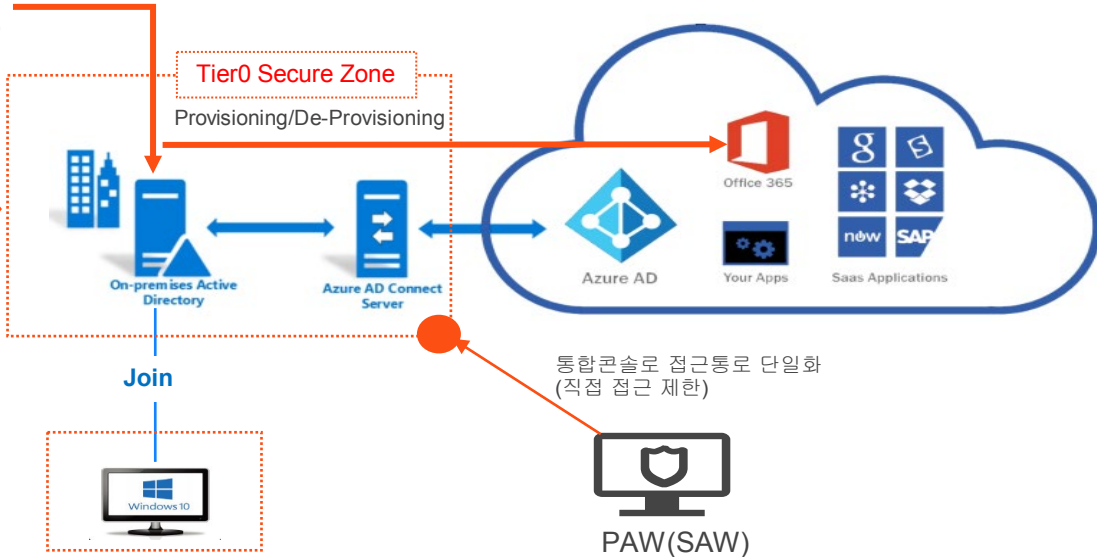 Tier0 Secure Zone
Provisioning/De-Provisioning
On-premises Active
Directory
Azure AD Connect
Server
Azure AD
Office 365
Your Apps
g
S
now
SAP
Saas Applications
Join
Windows 10
통합콘솔로 접근통로 단일화
(직접 접근 제한)
PAW(SAW)